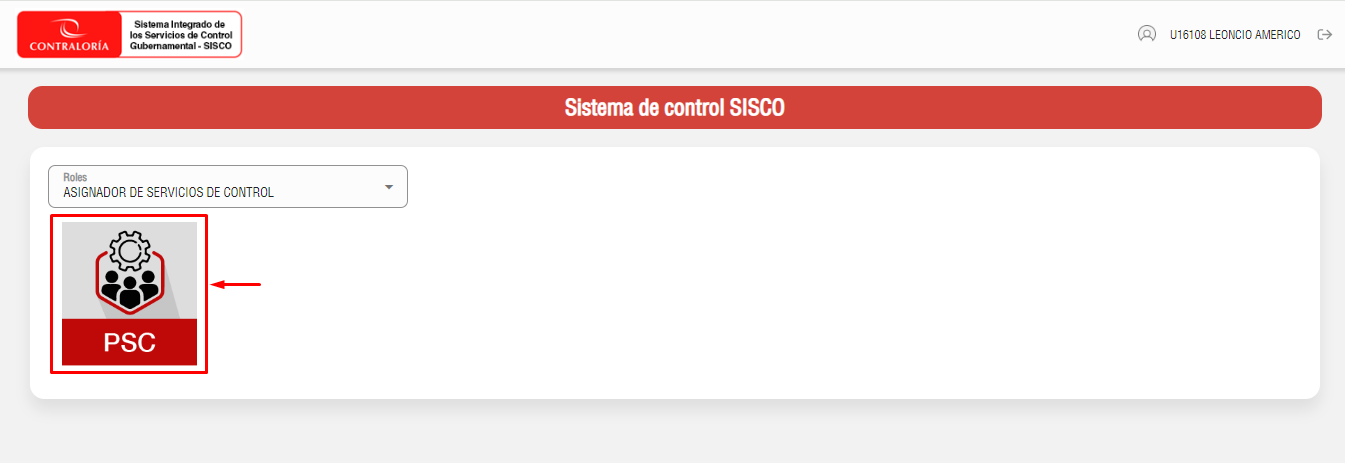 CONTRALORÍA
Sistema Integrado de
los Servicios de Control
Gubernamental - SISCO
U16108 LEONCIO AMERICO
Sistema de control SISCO
Roles
ASIGNADOR DE SERVICIOS DE CONTROL
PSC